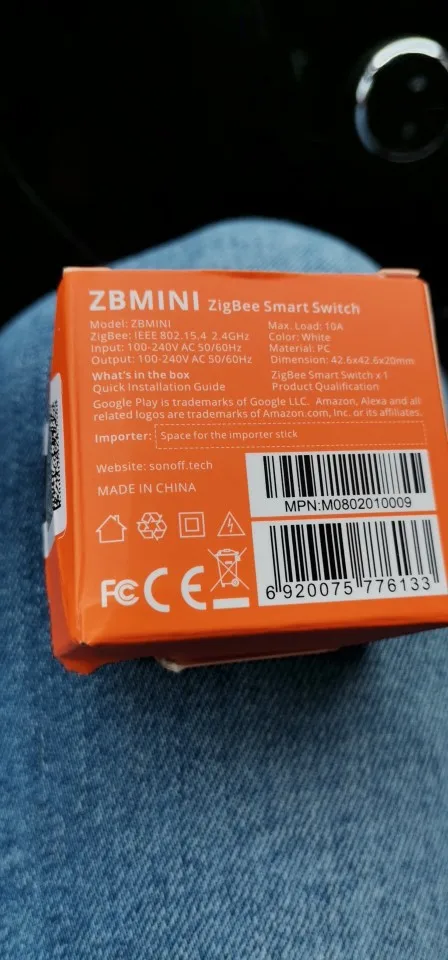 ZBMINI ZigBee Smart Switch
Model: ZBMINI
ZigBee: IEEE 802.15.4 2.4GHz
Input: 100-240V AC 50/60Hz
Output: 100-240V AC 50/60Hz
Max. Load: 10A
Color: White
Material: PC
Dimension: 42.6x42.6x20mm
What's in the box
Quick Installation Guide
ZigBee Smart Switch x 1
Product Qualification
Google Play is trademarks of Google LLC. Amazon, Alexa and all
related logos are trademarks of Amazon.com, Inc. or its affiliates.
Importer: Space for the importer stick
Website: sonoff.tech
MADE IN CHINA
MPN:M0802010009
FC CE
6 920075 776133